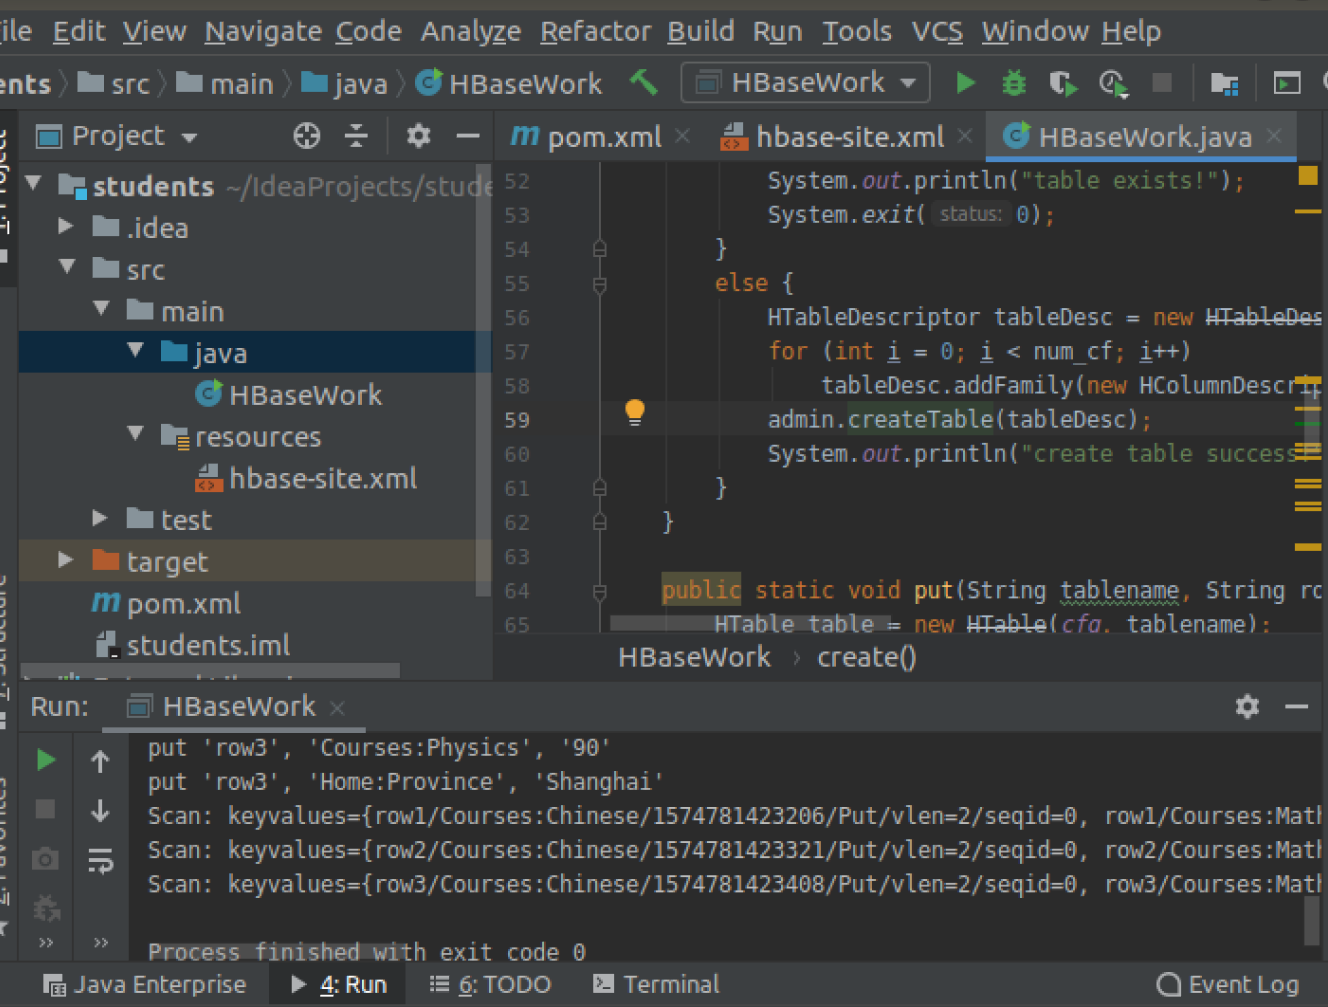 ile Edit View Navigate Code Analyze Refactor Build Run Tools VCS Window Help
ents src main java HBaseWork HBaseWork
Project
pom.xml hbase-site.xml HBaseWork.java
students ~/IdeaProjects/stude
.idea
src
main
java
HBaseWork
resources
hbase-site.xml
test
target
pom.xml
students.iml
52 System.out.println("table exists!");
53 System.exit( status: 0);
54 }
55 else {
56 HTableDescriptor tableDesc = new HTableDes
57 for (int i = 0; i < num_cf; i++)
58 tableDesc.addFamily(new HColumnDescrip
59 admin.createTable(tableDesc);
60 System.out.println("create table success!
61 }
62 }
63
64 public static void put(String tablename, String ro
65 HTable table = new HTable(cfg, tablename);
HBaseWork › create()
Run: HBaseWork
put 'row3', 'Courses:Physics', '90'
put 'row3', 'Home:Province', 'Shanghai'
Scan: keyvalues={row1/Courses:Chinese/1574781423206/Put/vlen=2/seqid=0, row1/Courses:Math
Scan: keyvalues={row2/Courses:Chinese/1574781423321/Put/vlen=2/seqid=0, row2/Courses:Math
Scan: keyvalues={row3/Courses:Chinese/1574781423408/Put/vlen=2/seqid=0, row3/Courses:Math
Process finished with exit code 0
Java Enterprise 4: Run 6: TODO Terminal Event Log